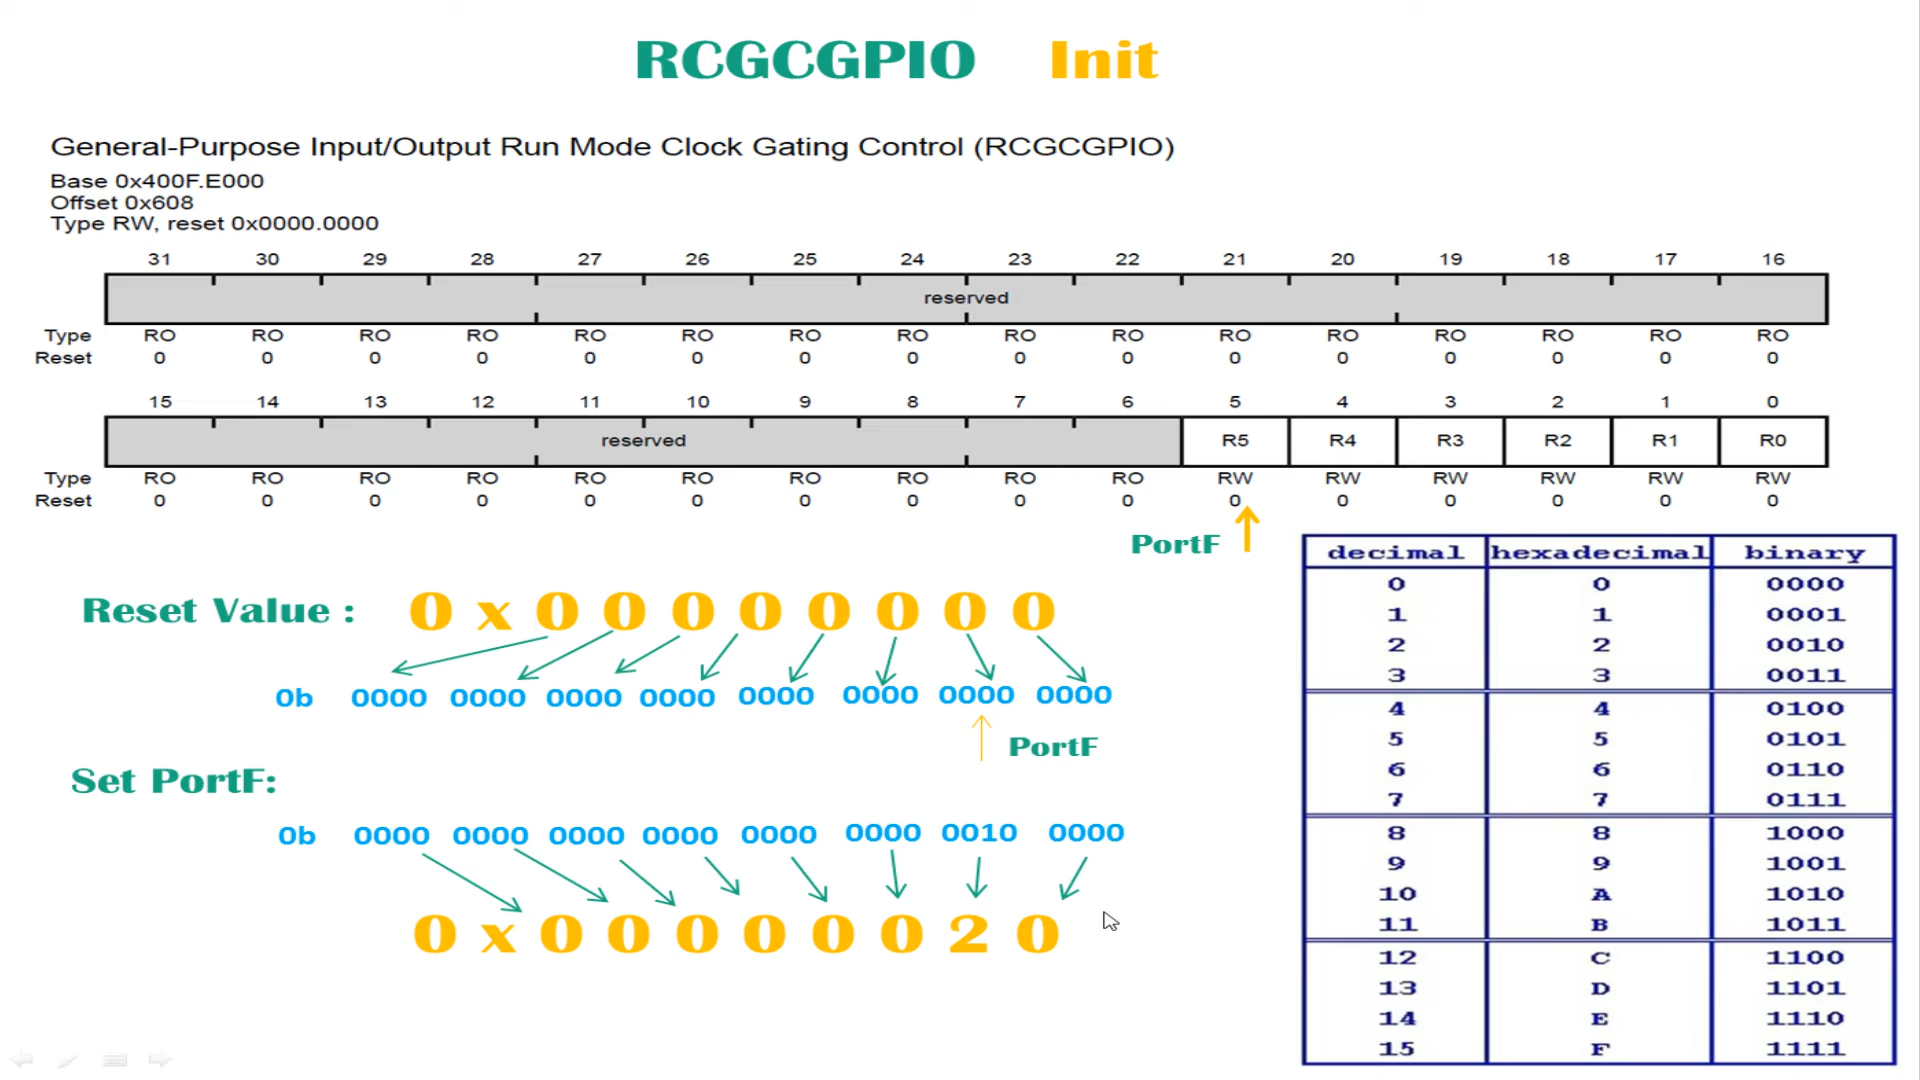 RCGCGPIO Init
General-Purpose Input/Output Run Mode Clock Gating Control (RCGCGPIO)
Base 0x400F.E000
Offset 0x608
Type RW, reset 0x0000.0000
31 30 29 28 27 26 25 24 23 22 21 20 19 18 17 16
reserved
Type RO RO RO RO RO RO RO RO RO RO RO RO RO RO RO RO
Reset 0 0 0 0 0 0 0 0 0 0 0 0 0 0 0 0
15 14 13 12 11 10 9 8 7 6 5 4 3 2 1 0
reserved R5 R4 R3 R2 R1 R0
Type RO RO RO RO RO RO RO RO RO RO RW RW RW RW RW RW
Reset 0 0 0 0 0 0 0 0 0 0 0 0 0 0 0 0
PortF
Reset Value : 0 x 0 0 0 0 0 0 0 0
0b 0000 0000 0000 0000 0000 0000 0000 0000
PortF
Set PortF:
0b 0000 0000 0000 0000 0000 0000 0010 0000
0 x 0 0 0 0 0 0 2 0
decimal hexadecimal binary
0 0 0000
1 1 0001
2 2 0010
3 3 0011
4 4 0100
5 5 0101
6 6 0110
7 7 0111
8 8 1000
9 9 1001
10 A 1010
11 B 1011
12 C 1100
13 D 1101
14 E 1110
15 F 1111